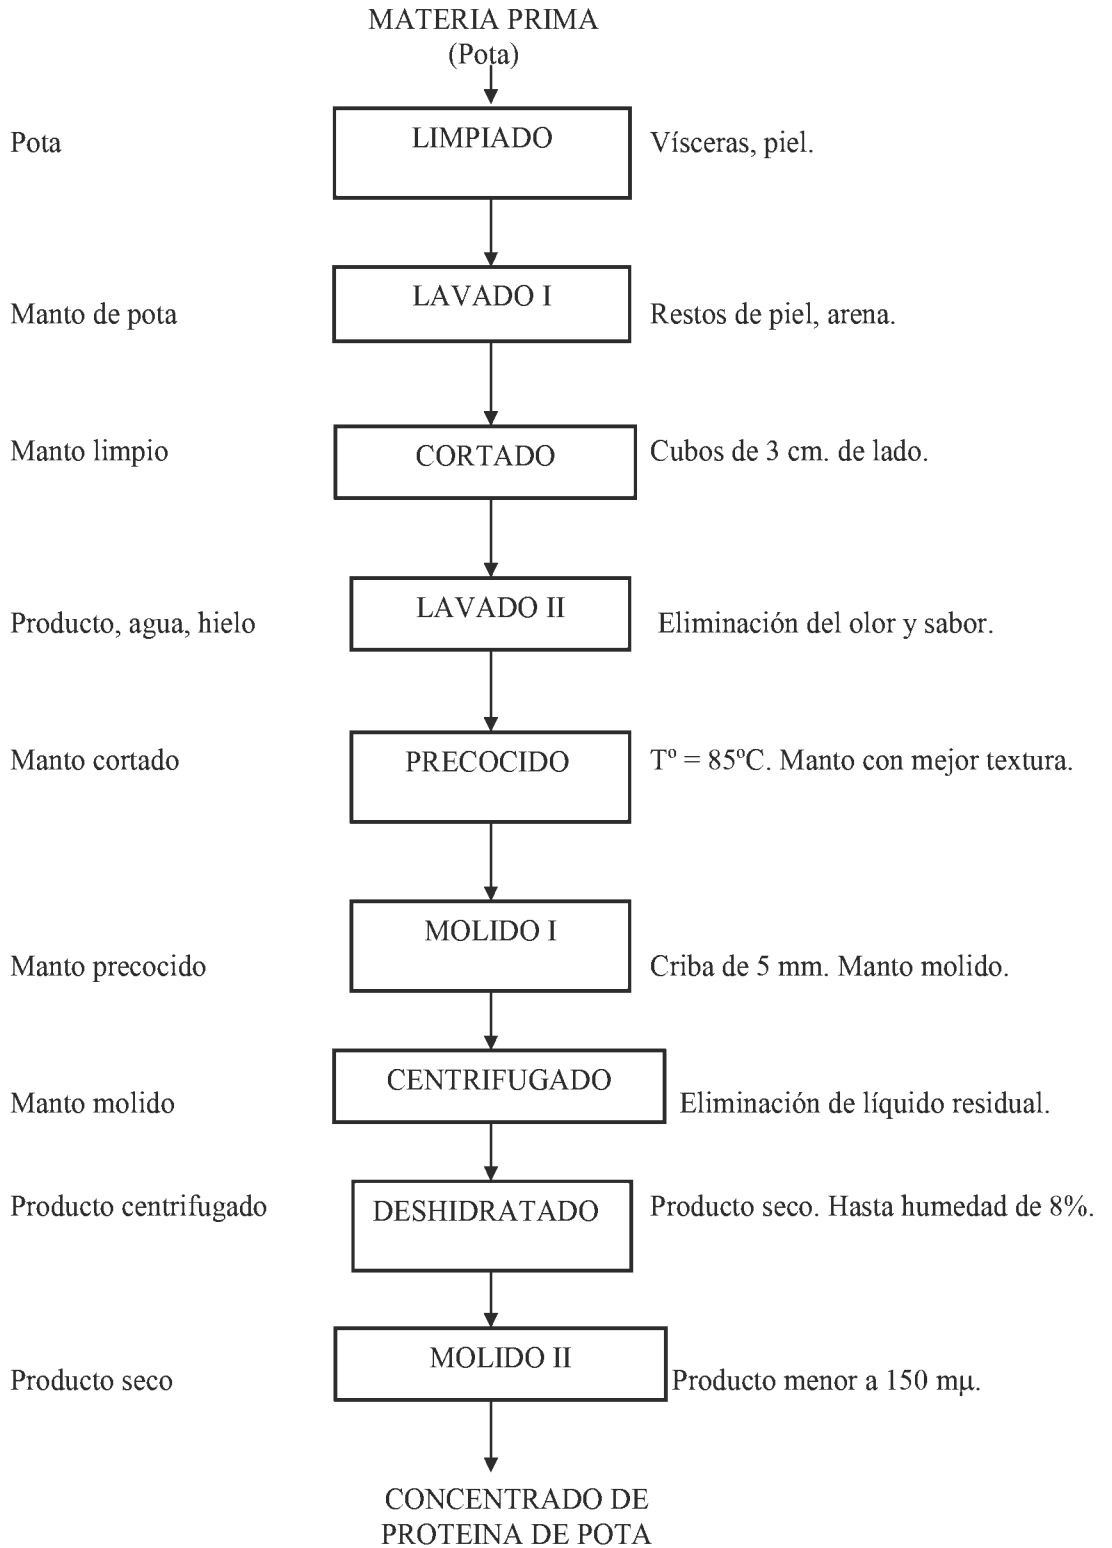 MATERIA PRIMA
(Pota)
Pota
LIMPIADO
Vísceras, piel.
Manto de pota
LAVADO I
Restos de piel, arena.
Manto limpio
CORTADO
Cubos de 3 cm. de lado.
Producto, agua, hielo
LAVADO II
Eliminación del olor y sabor.
Manto cortado
PRECOCIDO
Tº = 85ºC. Manto con mejor textura.
Manto precocido
MOLIDO I
Criba de 5 mm. Manto molido.
Manto molido
CENTRIFUGADO
Eliminación de líquido residual.
Producto centrifugado
DESHIDRATADO
Producto seco. Hasta humedad de 8%.
Producto seco
MOLIDO II
Producto menor a 150 mμ.
CONCENTRADO DE
PROTEINA DE POTA